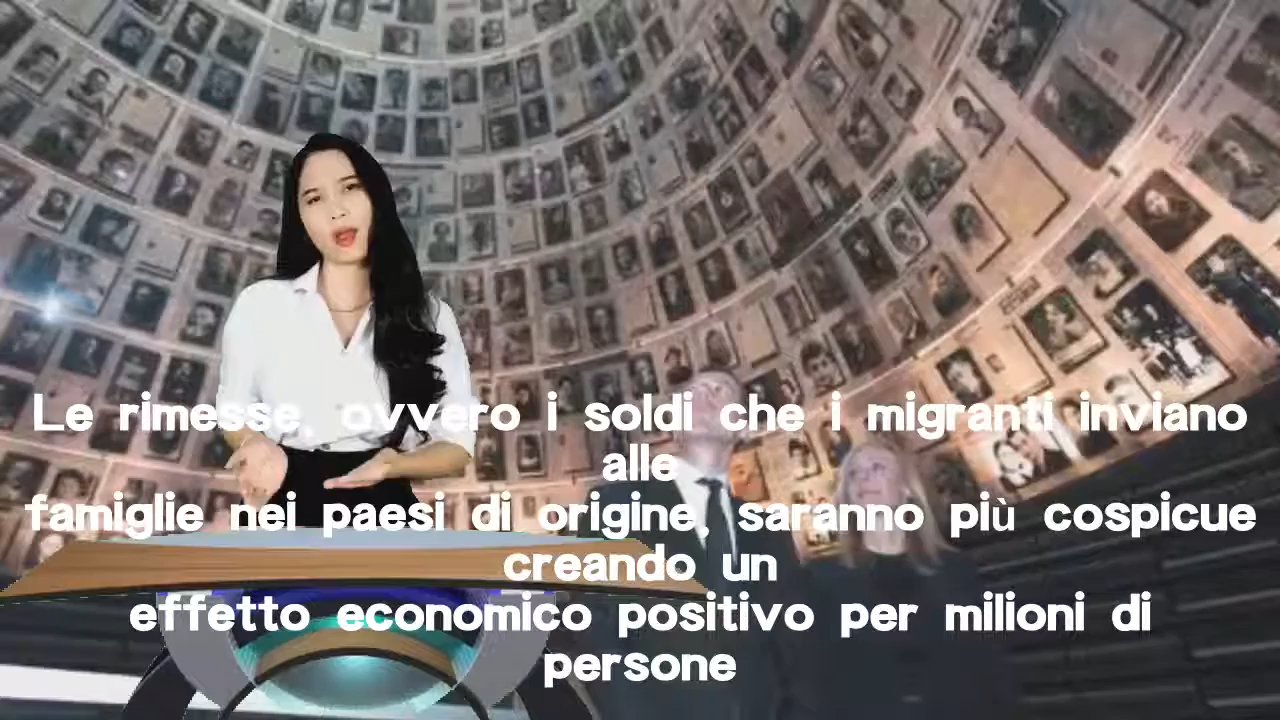 Le rimesse, ovvero i soldi che i migranti inviano
alle
famiglie nei paesi di origine, saranno più cospicue
creando un
effetto economico positivo per milioni di
persone